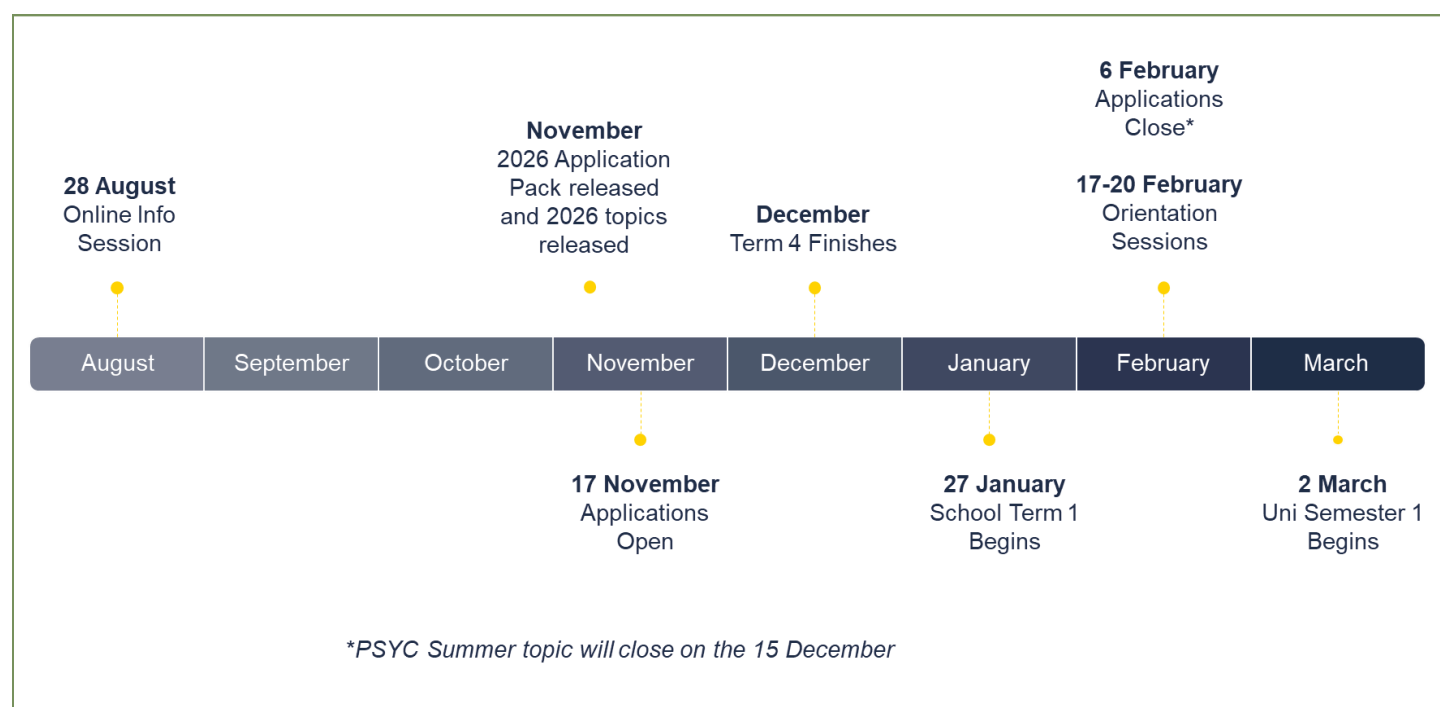 28 August
Online Info
Session
November
2026 Application
Pack released
and 2026 topics
released
December
Term 4 Finishes
6 February
Applications
Close*
17-20 February
Orientation
Sessions
August
September
October
November
December
January
February
March
17 November
Applications
Open
27 January
School Term 1
Begins
2 March
Uni Semester 1
Begins
*PSYC Summer topic will close on the 15 December